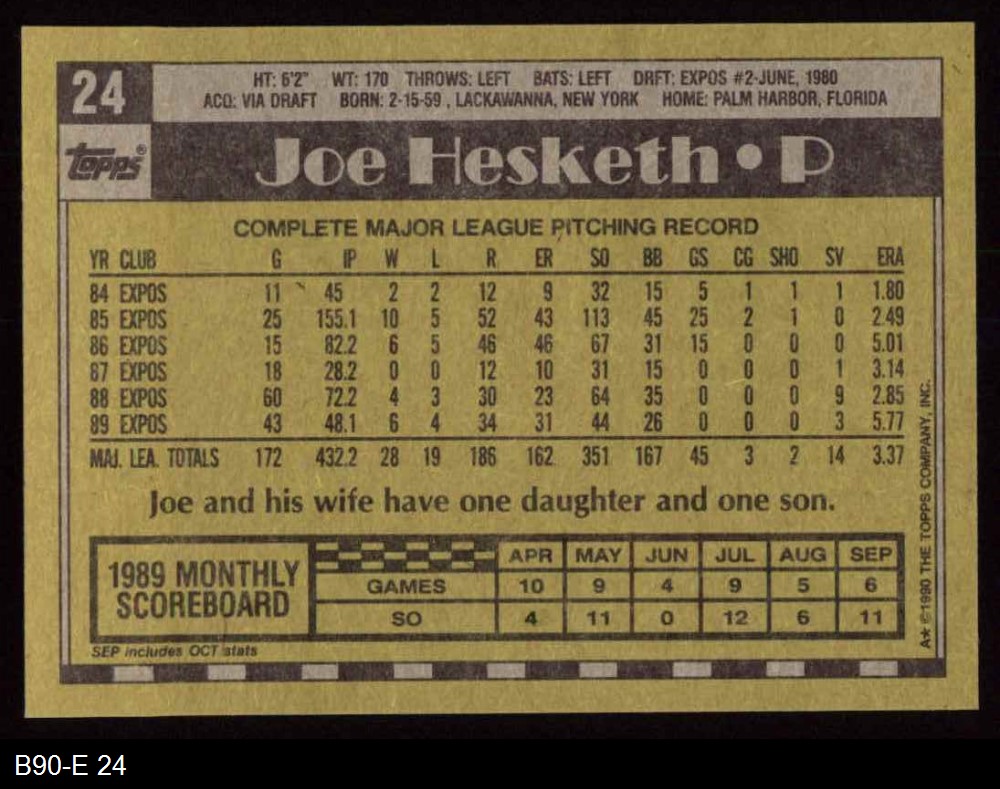 24
HT: 6'2" WT: 170 THROWS: LEFT BATS: LEFT DRFT: EXPOS #2-JUNE, 1980
ACQ: VIA DRAFT BORN: 2-15-59, LACKAWANNA, NEW YORK HOME: PALM HARBOR, FLORIDA
TOPPS®
Joe Hesketh • P
COMPLETE MAJOR LEAGUE PITCHING RECORD
YR CLUB G IP W L R ER SO BB GS CG SHO SV ERA
84 EXPOS 11 45 2 2 12 9 32 15 5 1 1 1 1.80
85 EXPOS 25 155.1 10 5 52 43 113 45 25 2 1 0 2.49
86 EXPOS 15 82.2 6 5 46 46 67 31 15 0 0 0 5.01
87 EXPOS 18 28.2 0 0 12 10 31 15 0 0 0 1 3.14
88 EXPOS 60 72.2 4 3 30 23 64 35 0 0 0 9 2.85
89 EXPOS 43 48.1 6 4 34 31 44 26 0 0 0 3 5.77
MAJ. LEA. TOTALS 172 432.2 28 19 186 162 351 167 45 3 2 14 3.37
Joe and his wife have one daughter and one son.
1989 MONTHLY
SCOREBOARD
APR MAY JUN JUL AUG SEP
GAMES 10 9 4 9 5 6
SO 4 11 0 12 6 11
SEP includes OCT stats
A★ ©1990 THE TOPPS COMPANY, INC.
B90-E 24